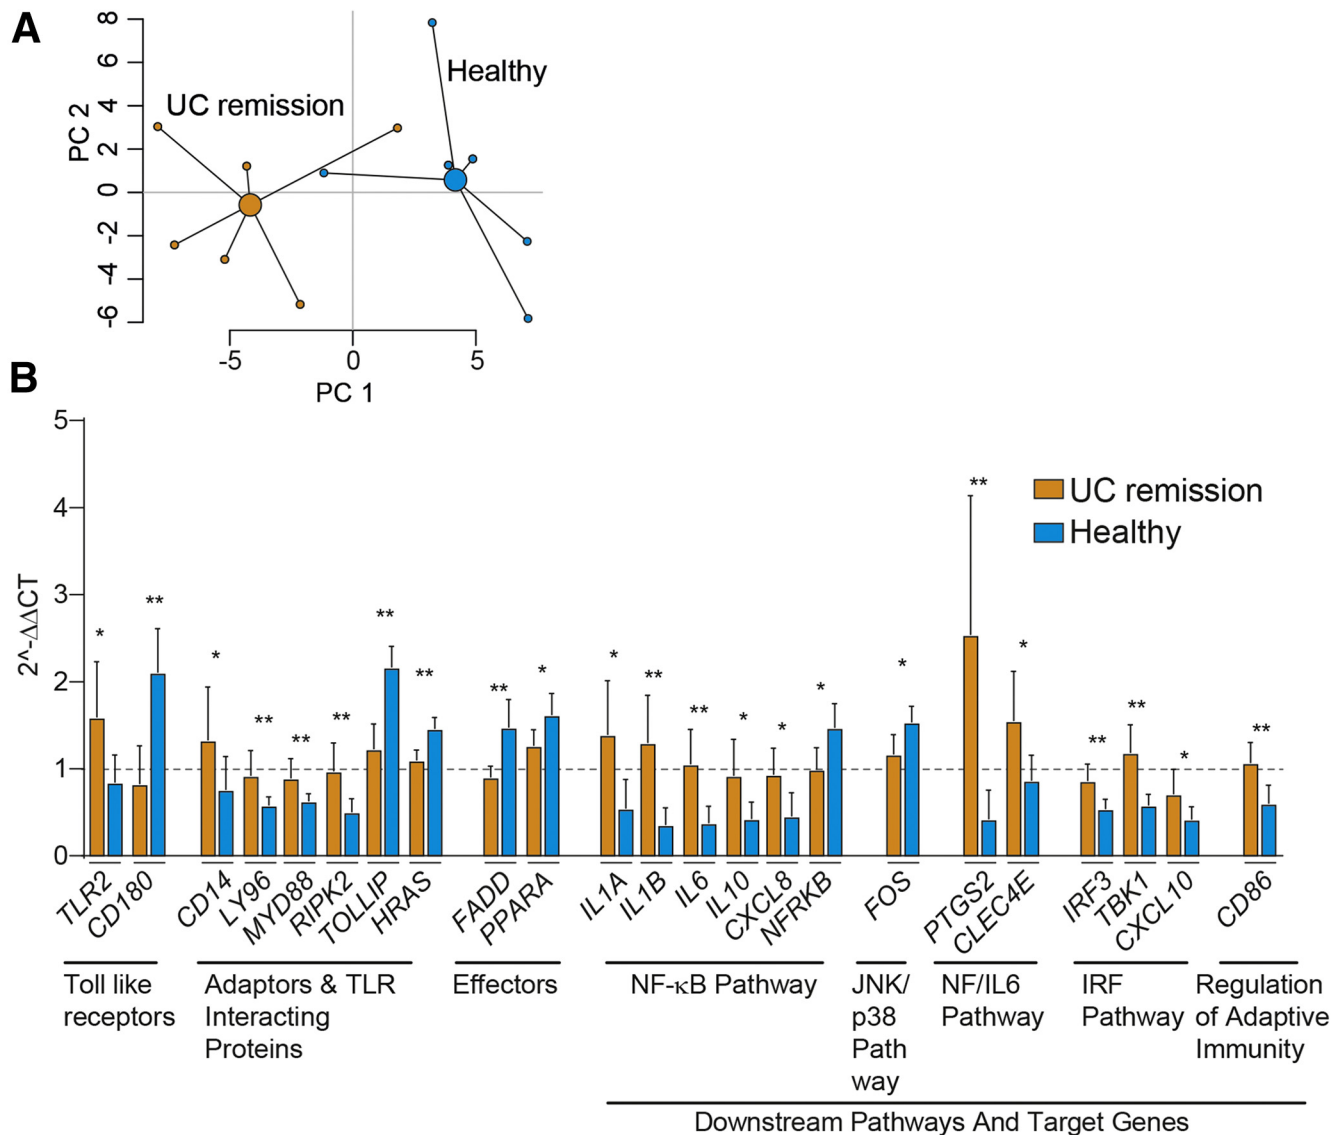 A
8
6
4
2
0
-2
-4
-6
PC 2
UC remission
Healthy
-5 0 5
PC 1
B
5
4
3
2
1
0
2^-ΔΔCT
UC remission
Healthy
* ** * ** ** ** ** ** ** * * ** ** * * * * ** * ** ** * **
TLR2 CD180 CD14 LY96 MYD88 RIPK2 TOLLIP HRAS FADD PPARA IL1A IL1B IL6 IL10 CXCL8 NFRKB FOS PTGS2 CLEC4E IRF3 TBK1 CXCL10 CD86
Toll like
receptors
Adaptors & TLR
Interacting
Proteins
Effectors
NF-κB Pathway
JNK/
p38
Path
way
NF/IL6
Pathway
IRF
Pathway
Regulation
of Adaptive
Immunity
Downstream Pathways And Target Genes